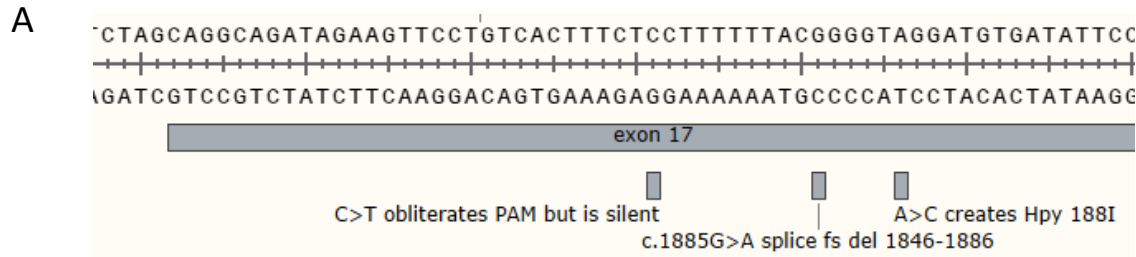 A
TCTAGCAGGCAGATAGAAGTTCCTGTCACTTTCTCCTTTTTTACGGGGTAGGATGTGATATTCC
AGATCGTCCGTCTATCTTCAAGGACAGTGAAAGAGGAAAAAATGCCCCATCCTACACTATAAGG
exon 17
C>T obliterates PAM but is silent
A>C creates Hpy 188I
c.1885G>A splice fs del 1846-1886